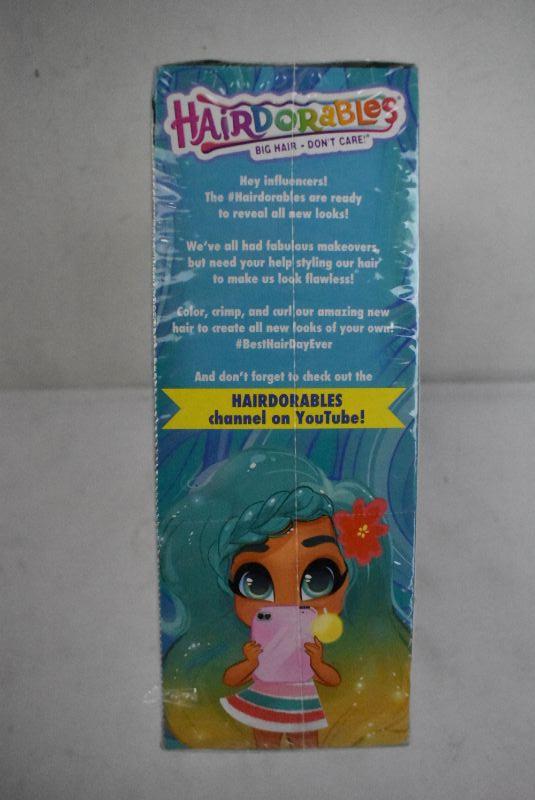 HAIRDORABLES
BIG HAIR - DON'T CARE!
Hey influencers!
The #Hairdorables are ready
to reveal all new looks!
We've all had fabulous makeovers,
but need your help styling our hair
to make us look flawless!
Color, crimp, and curl our amazing new
hair to create all new looks of your own!
#BestHairDayEver
And don't forget to check out the
HAIRDORABLES
channel on YouTube!